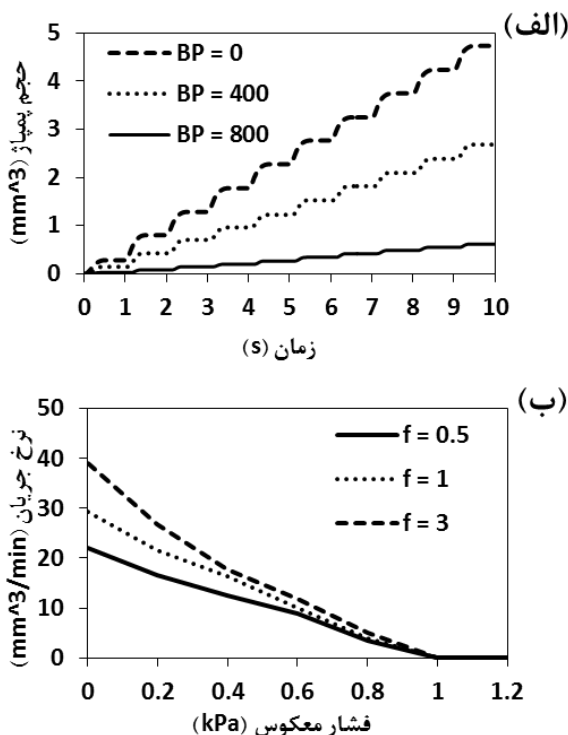 (الف)
BP = 0
BP = 400
BP = 800
حجم پمپاژ (mm^3)
5
4
3
2
1
0
0 1 2 3 4 5 6 7 8 9 10
زمان (s)
(ب)
f = 0.5
f = 1
f = 3
نرخ جریان (mm^3/min)
50
40
30
20
10
0
0 0.2 0.4 0.6 0.8 1 1.2
فشار معکوس (kPa)